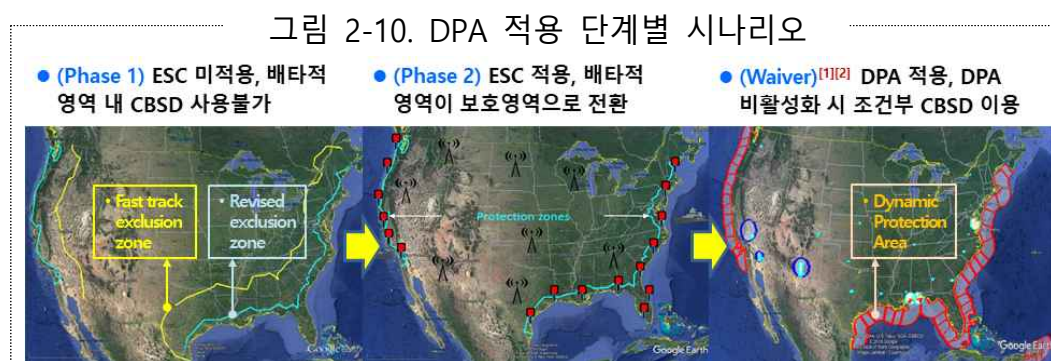 그림 2-10. DPA 적용 단계별 시나리오
• (Phase 1) ESC 미적용, 배타적
영역 내 CBSD 사용불가
• (Phase 2) ESC 적용, 배타적
영역이 보호영역으로 전환
• (Waiver)[1][2] DPA 적용, DPA
비활성화 시 조건부 CBSD 이용
• Fast track
exclusion
zone
• Revised
exclusion
zone
Google Earth
Protection zones
Google Earth
• Dynamic
Protection
Area
Google Earth